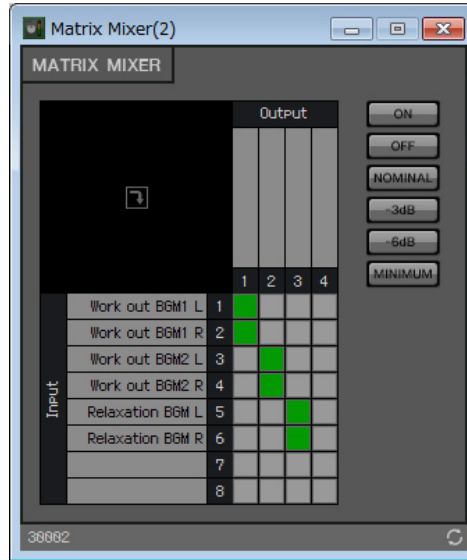 Matrix Mixer(2)
MATRIX MIXER
Output
1 2 3 4
ON
OFF
NOMINAL
-3dB
-6dB
MINIMUM
Input
Work out BGM1 L 1
Work out BGM1 R 2
Work out BGM2 L 3
Work out BGM2 R 4
Relaxation BGM L 5
Relaxation BGM R 6
7
8
30002